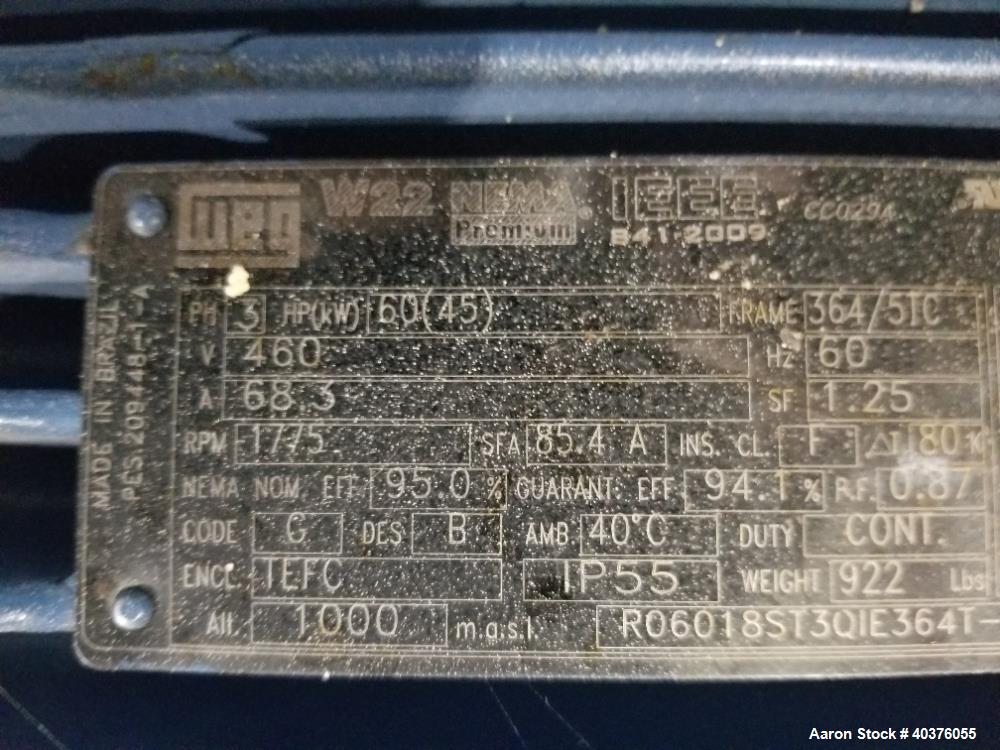 WEG W22 NEMA Premium® IEEE 841-2009 CC029A
MADE IN BRAZIL
PES.209448-1-A
PH 3 HP(kW) 60(45) FRAME 364/5TC
V 460 Hz 60
A 68.3 SF 1.25
RPM 1775 SFA 85.4 A INS. CL. F ΔT 80 K
NEMA NOM. EFF 95.0 % GUARANT. EFF 94.1 % P.F. 0.87
CODE G DES B AMB 40°C DUTY CONT.
ENCL. TEFC IP55 WEIGHT 922 Lbs
Alt. 1000 m.a.s.l. R06018ST3QIE364T-
Aaron Stock # 40376055